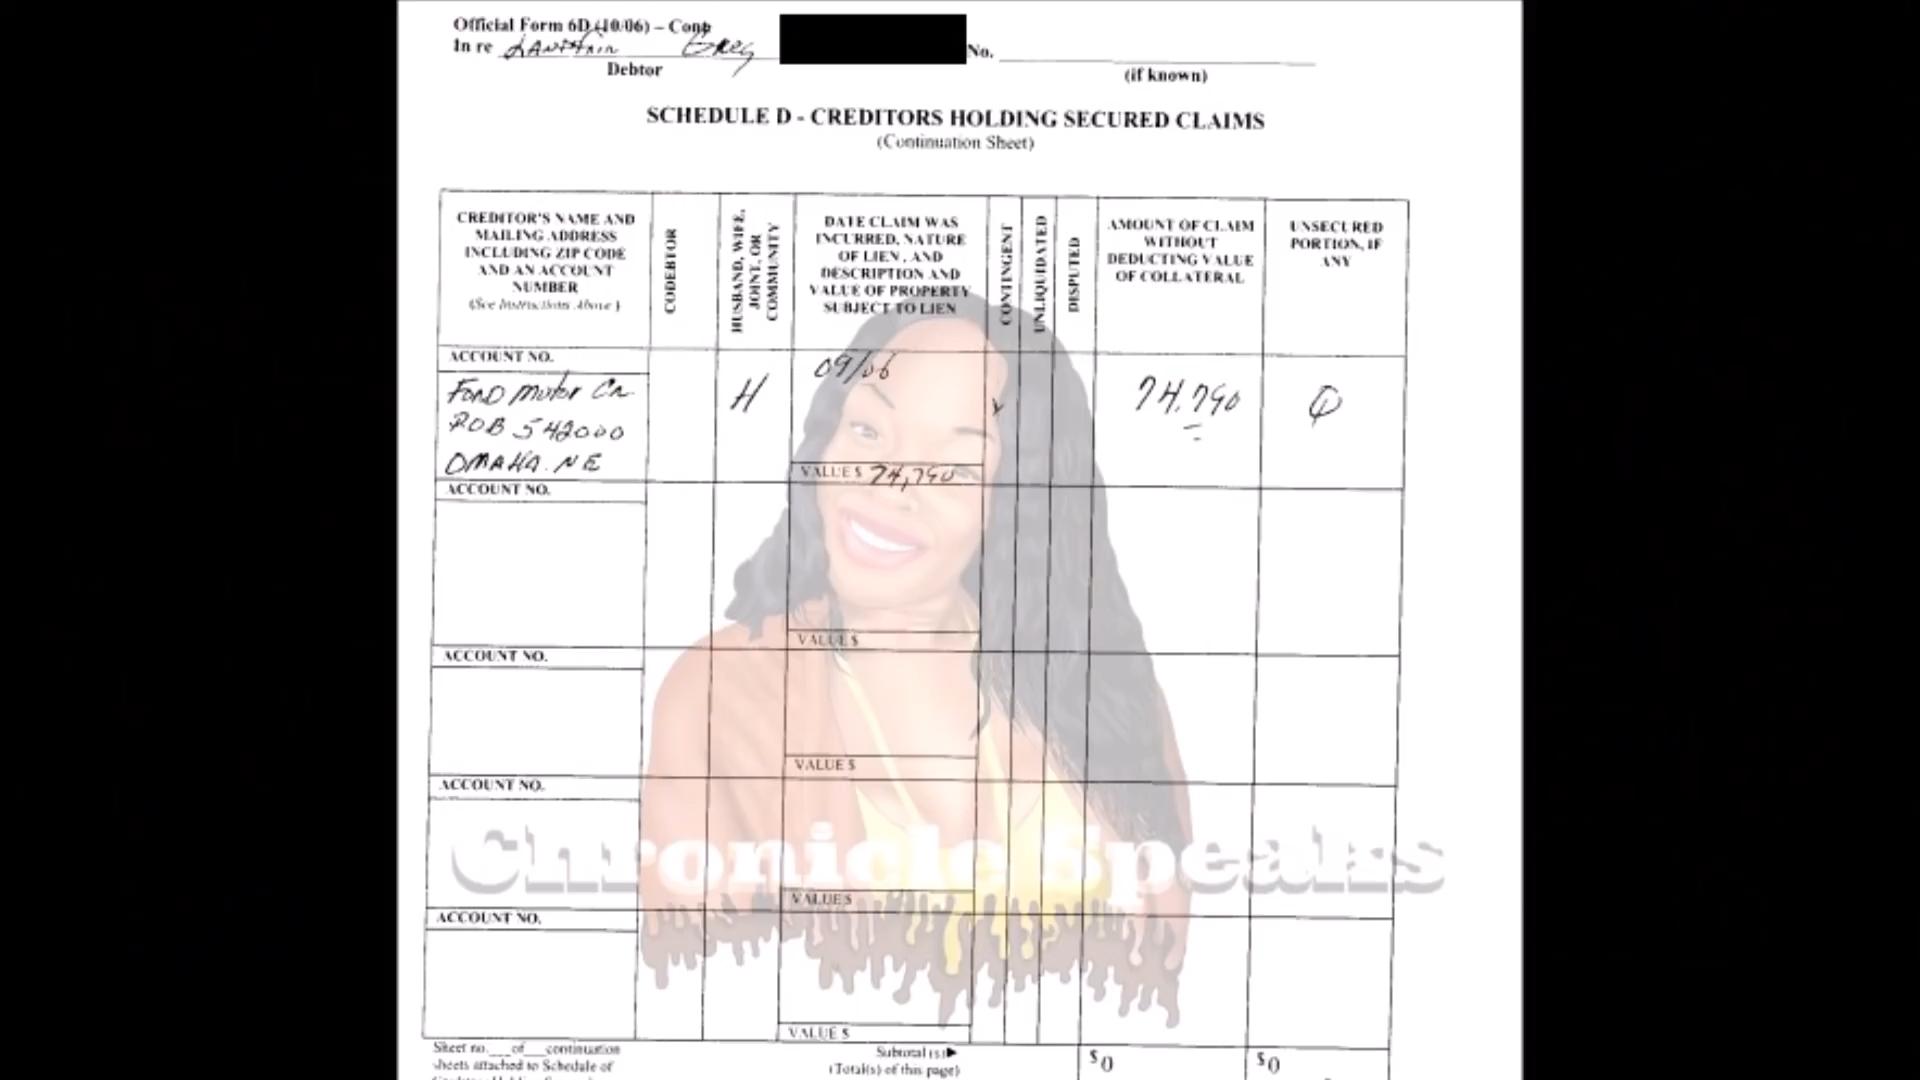 Official Form 6D (10/06) – Cont
In re Greg
No.
Debtor
(if known)
SCHEDULE D - CREDITORS HOLDING SECURED CLAIMS
(Continuation Sheet)
CREDITOR'S NAME AND
MAILING ADDRESS
INCLUDING ZIP CODE
AND AN ACCOUNT
NUMBER
(See Instructions Above)
CODEBTOR
HUSBAND, WIFE,
JOINT, OR
COMMUNITY
DATE CLAIM WAS
INCURRED, NATURE
OF LIEN, AND
DESCRIPTION AND
VALUE OF PROPERTY
SUBJECT TO LIEN
CONTINGENT
UNLIQUIDATED
DISPUTED
AMOUNT OF CLAIM
WITHOUT
DEDUCTING VALUE
OF COLLATERAL
UNSECURED
PORTION, IF
ANY
ACCOUNT NO.
Ford Motor Cr
POB 542000
OMAHA. NE
H
09/06
VALUE $ 74,790
74,790
0
ACCOUNT NO.
VALUE $
ACCOUNT NO.
VALUE $
ACCOUNT NO.
VALUE $
ACCOUNT NO.
VALUE $
Chronicle Speaks
Sheet no.___of___continuation
sheets attached to Schedule of
Subtotal (s)►
(Total(s) of this page)
$0
$0